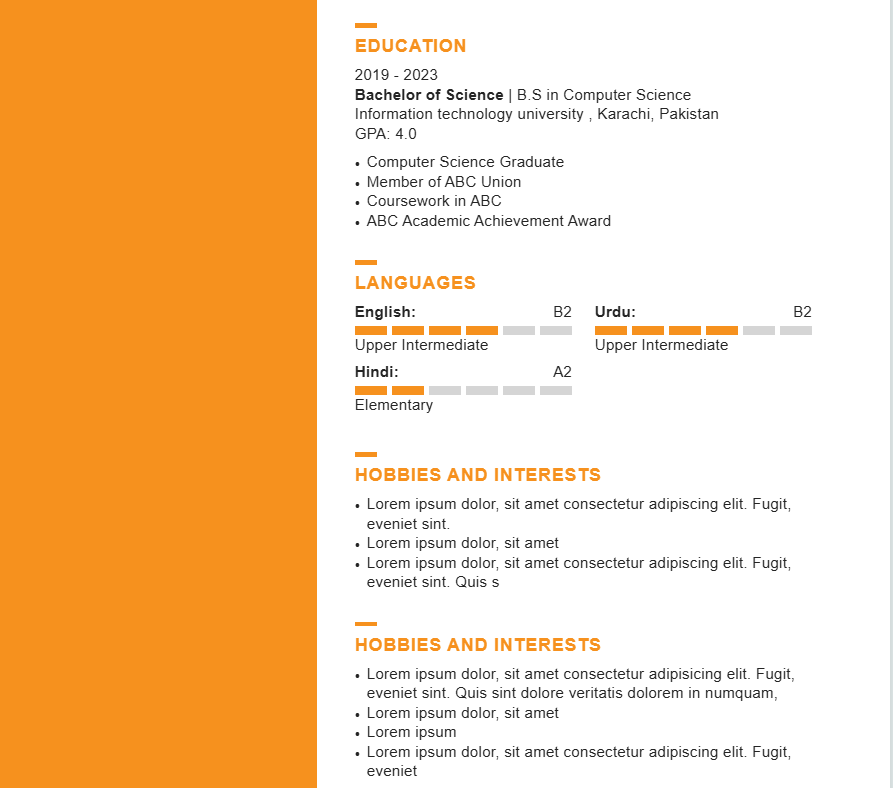 EDUCATION
2019 - 2023
Bachelor of Science | B.S in Computer Science
Information technology university , Karachi, Pakistan
GPA: 4.0
• Computer Science Graduate
• Member of ABC Union
• Coursework in ABC
• ABC Academic Achievement Award
LANGUAGES
English: B2
Upper Intermediate
Urdu: B2
Upper Intermediate
Hindi: A2
Elementary
HOBBIES AND INTERESTS
• Lorem ipsum dolor, sit amet consectetur adipiscing elit. Fugit,
eveniet sint.
• Lorem ipsum dolor, sit amet
• Lorem ipsum dolor, sit amet consectetur adipiscing elit. Fugit,
eveniet sint. Quis s
HOBBIES AND INTERESTS
• Lorem ipsum dolor, sit amet consectetur adipisicing elit. Fugit,
eveniet sint. Quis sint dolore veritatis dolorem in numquam,
• Lorem ipsum dolor, sit amet
• Lorem ipsum
• Lorem ipsum dolor, sit amet consectetur adipiscing elit. Fugit,
eveniet